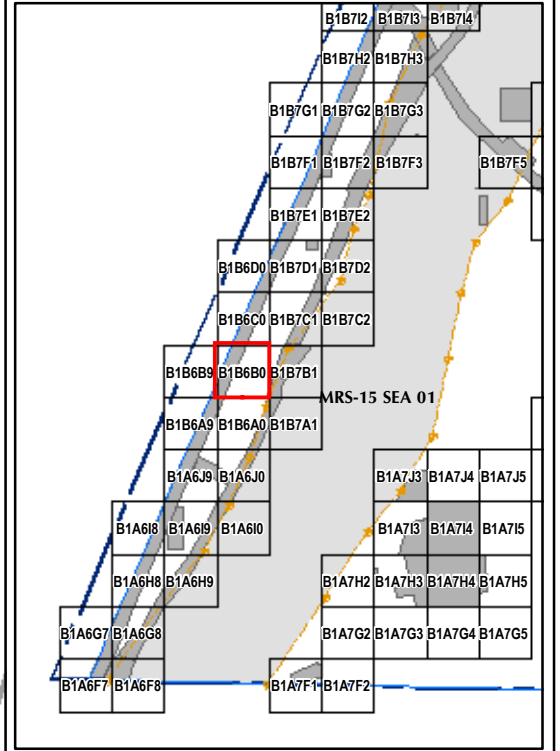 B1B7I2 B1B7I3 B1B7I4
B1B7H2 B1B7H3
B1B7G1 B1B7G2 B1B7G3
B1B7F1 B1B7F2 B1B7F3 B1B7F5
B1B7E1 B1B7E2
B1B6D0 B1B7D1 B1B7D2
B1B6C0 B1B7C1 B1B7C2
B1B6B9 B1B6B0 B1B7B1
MRS-15 SEA 01
B1B6A9 B1B6A0 B1B7A1
B1A6J9 B1A6J0 B1A7J3 B1A7J4 B1A7J5
B1A6I8 B1A6I9 B1A6I0 B1A7I3 B1A7I4 B1A7I5
B1A6H8 B1A6H9 B1A7H2 B1A7H3 B1A7H4 B1A7H5
B1A6G7 B1A6G8 B1A7G2 B1A7G3 B1A7G4 B1A7G5
B1A6F7 B1A6F8 B1A7F1 B1A7F2